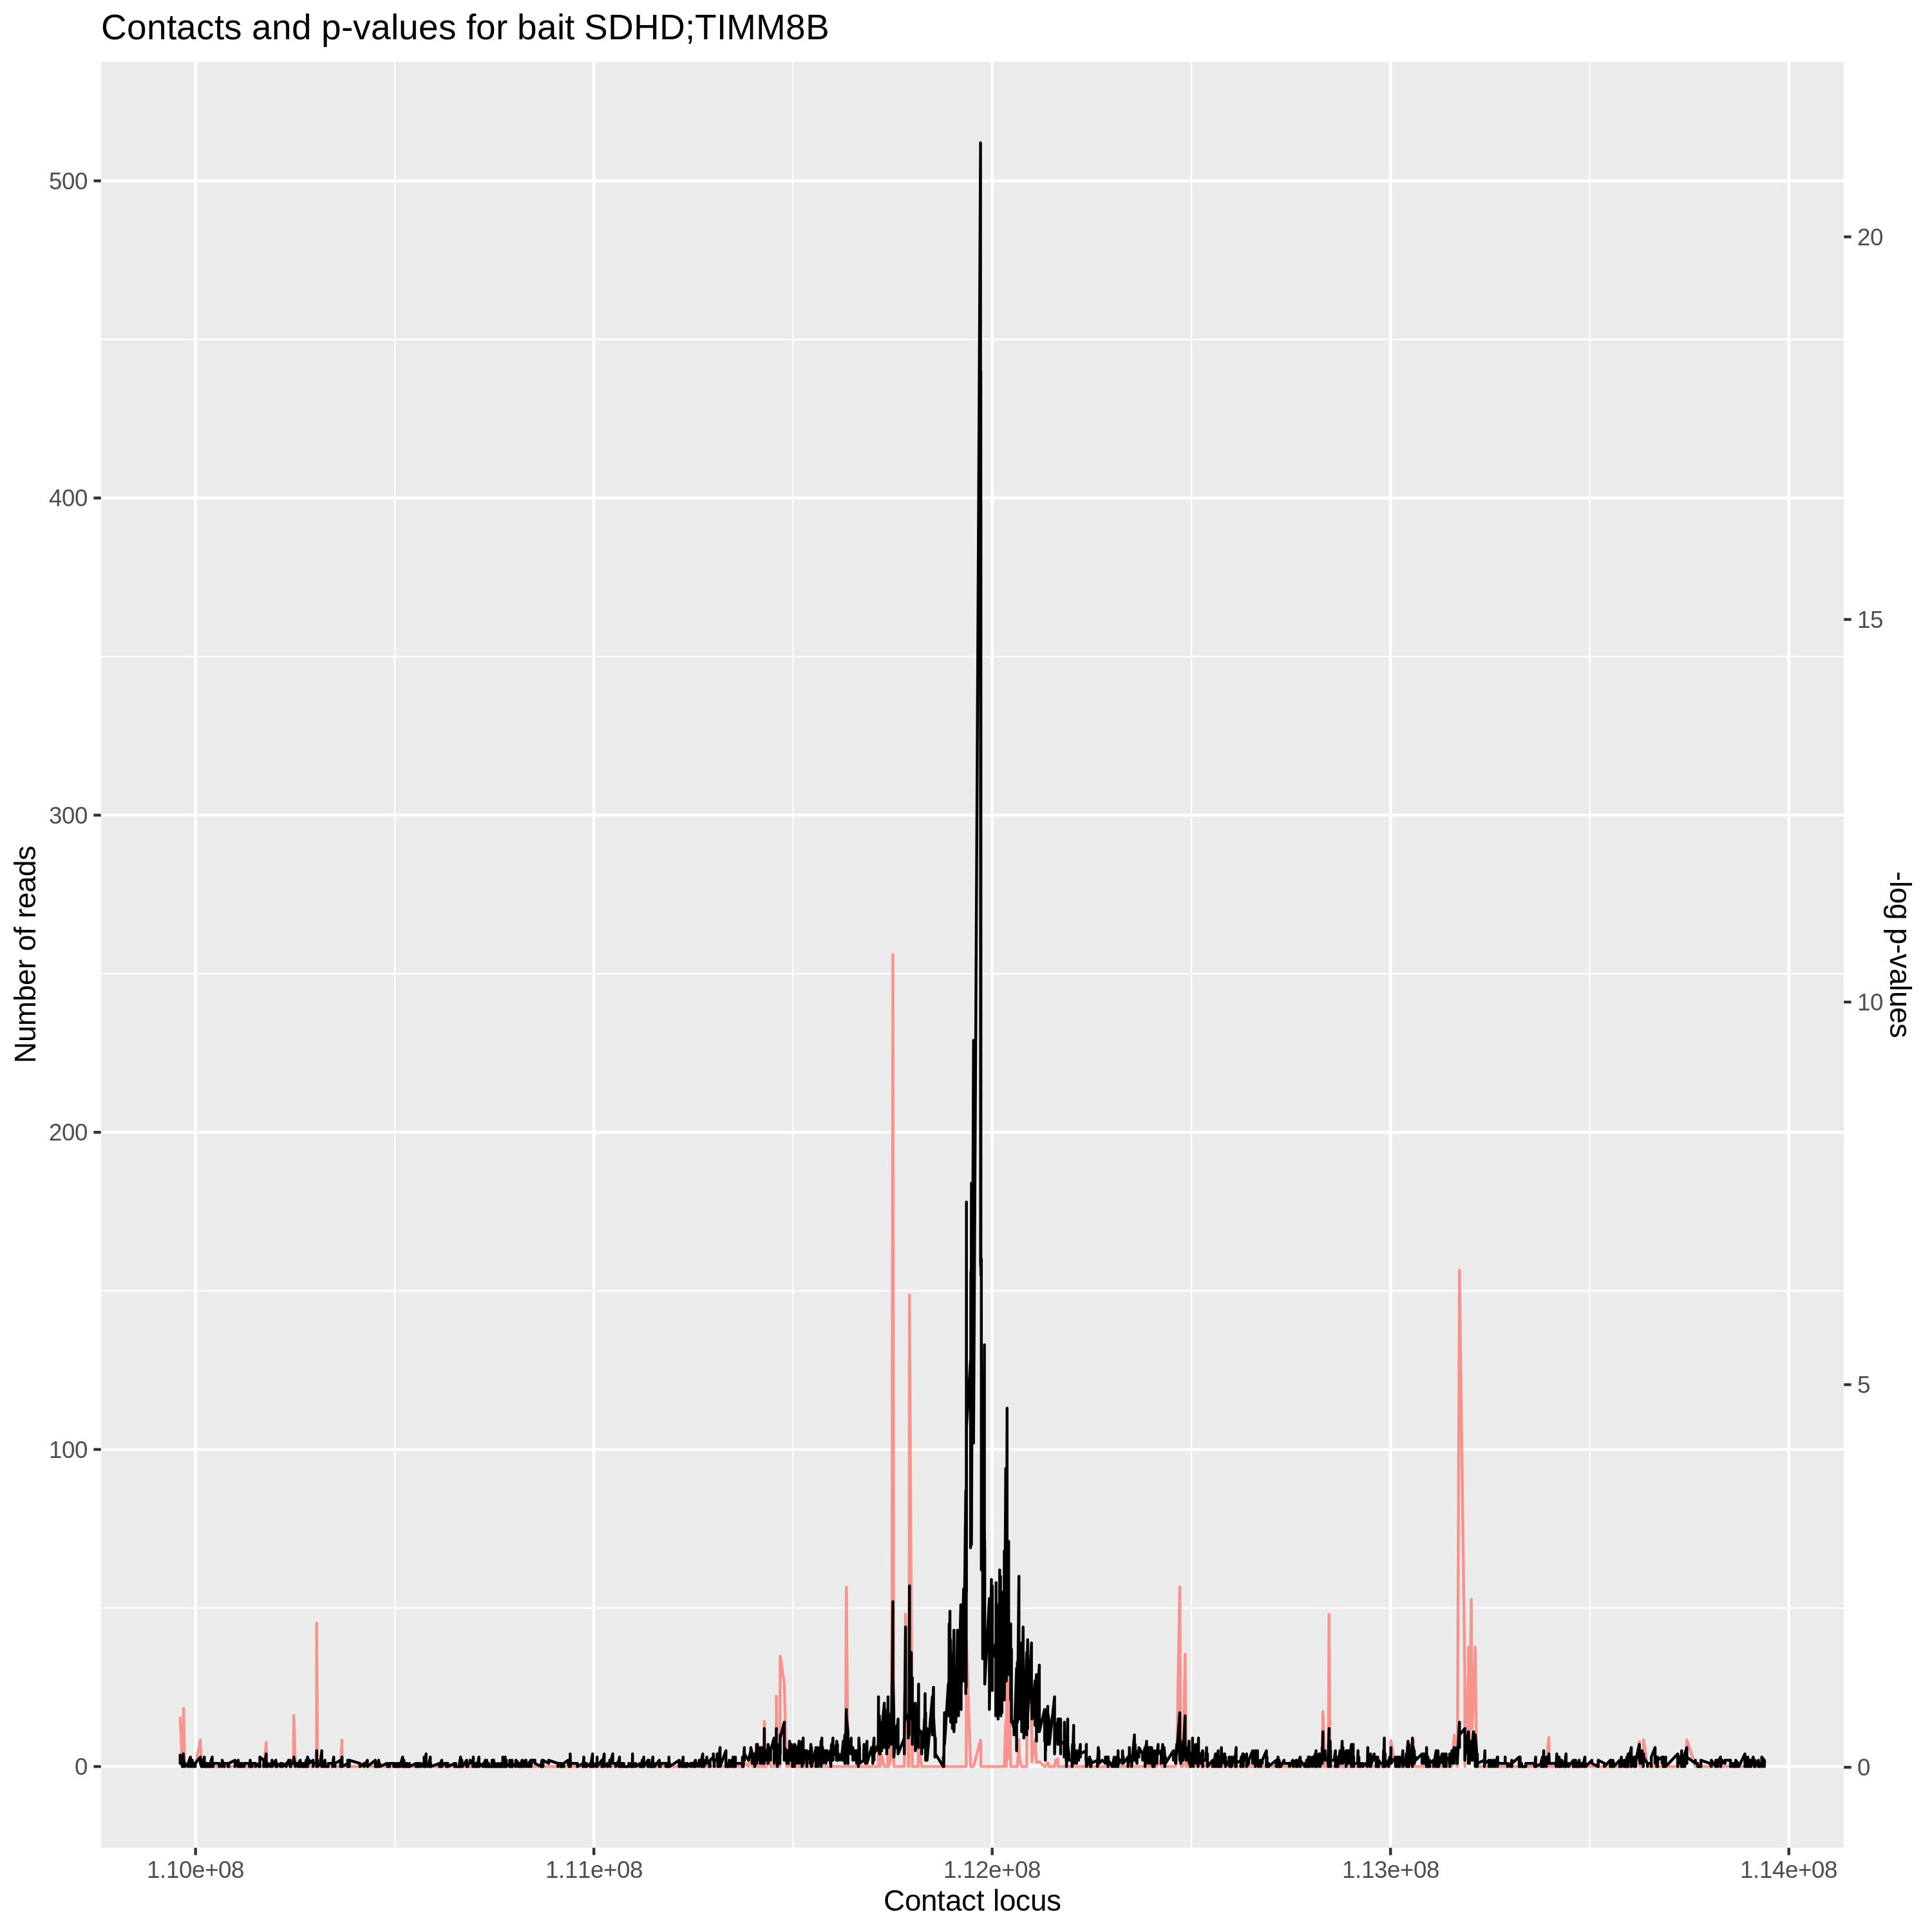 Contacts and p-values for bait SDHD;TIMM8B
500
400
300
200
100
0
Number of reads
20
15
10
5
0
-log p-values
1.10e+08
1.11e+08
1.12e+08
1.13e+08
1.14e+08
Contact locus